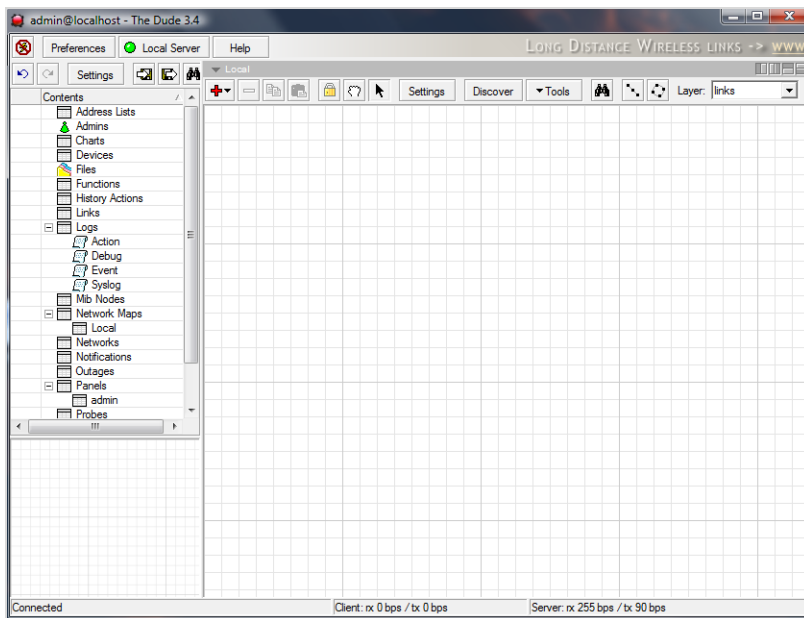 admin@localhost - The Dude 3.4
Preferences Local Server Help LONG DISTANCE WIRELESS LINKS -> WWW
Settings Local
Contents / Settings Discover Tools Layer: links
Address Lists
Admins
Charts
Devices
Files
Functions
History Actions
Links
Logs
Action
Debug
Event
Syslog
Mib Nodes
Network Maps
Local
Networks
Notifications
Outages
Panels
admin
Probes
Connected Client: rx 0 bps / tx 0 bps Server: rx 255 bps / tx 90 bps